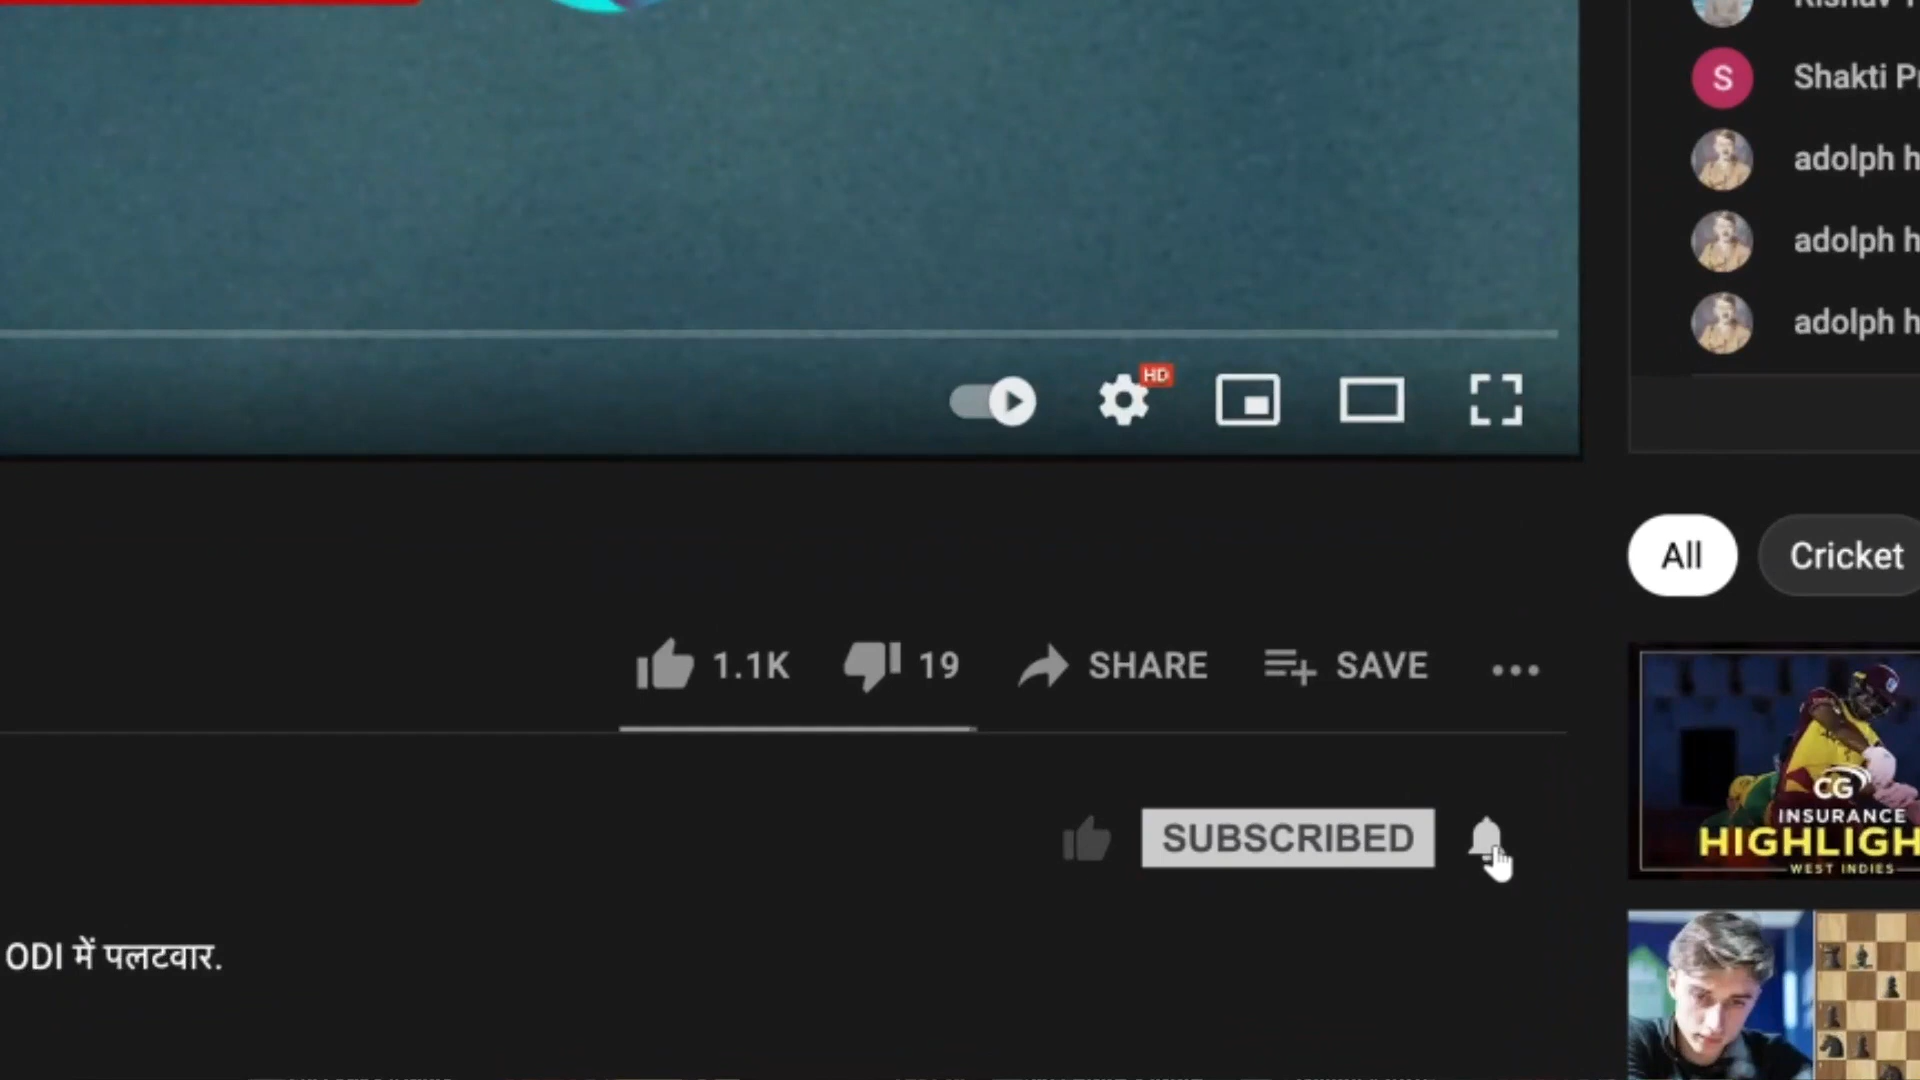 S
Shakti
adolph
adolph
adolph
HD
All
Cricket
1.1K
19
SHARE
SAVE
SUBSCRIBED
CG
INSURANCE
WEST INDIES
ODI में पलटवार.